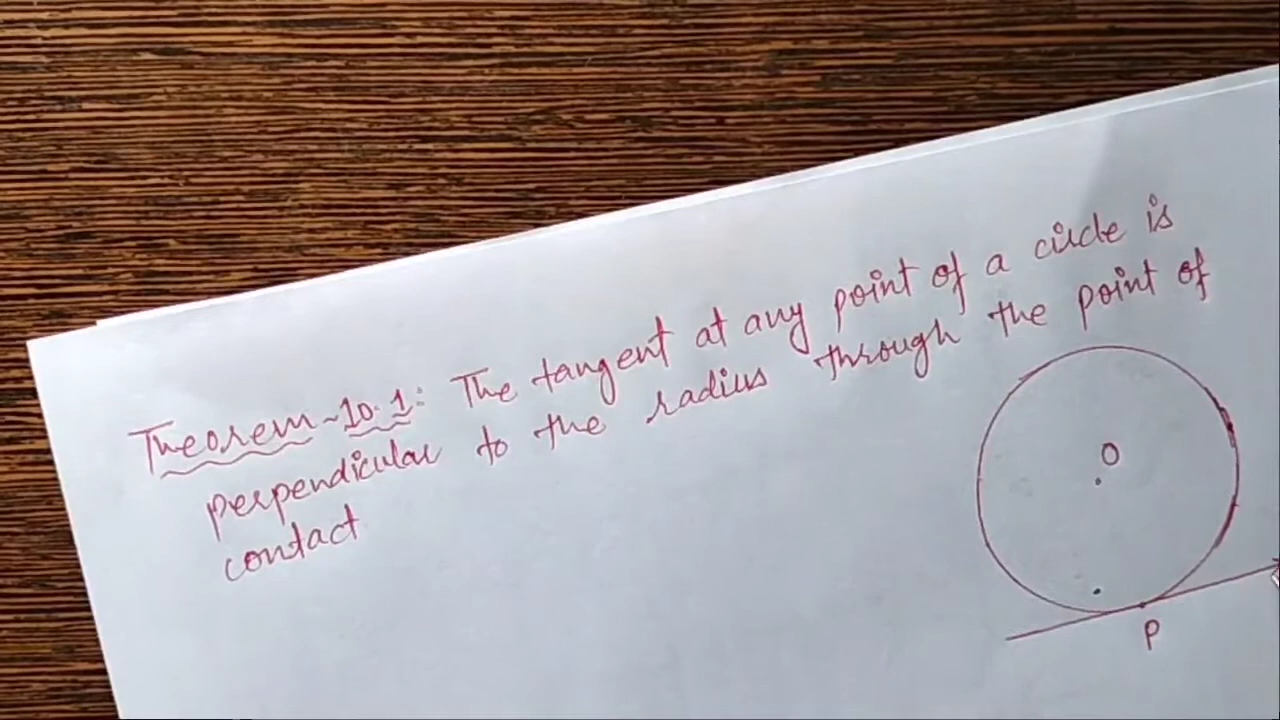 Theorem-10.1: The tangent at any point of a circle is
perpendicular to the radius through the point of
contact
O
P